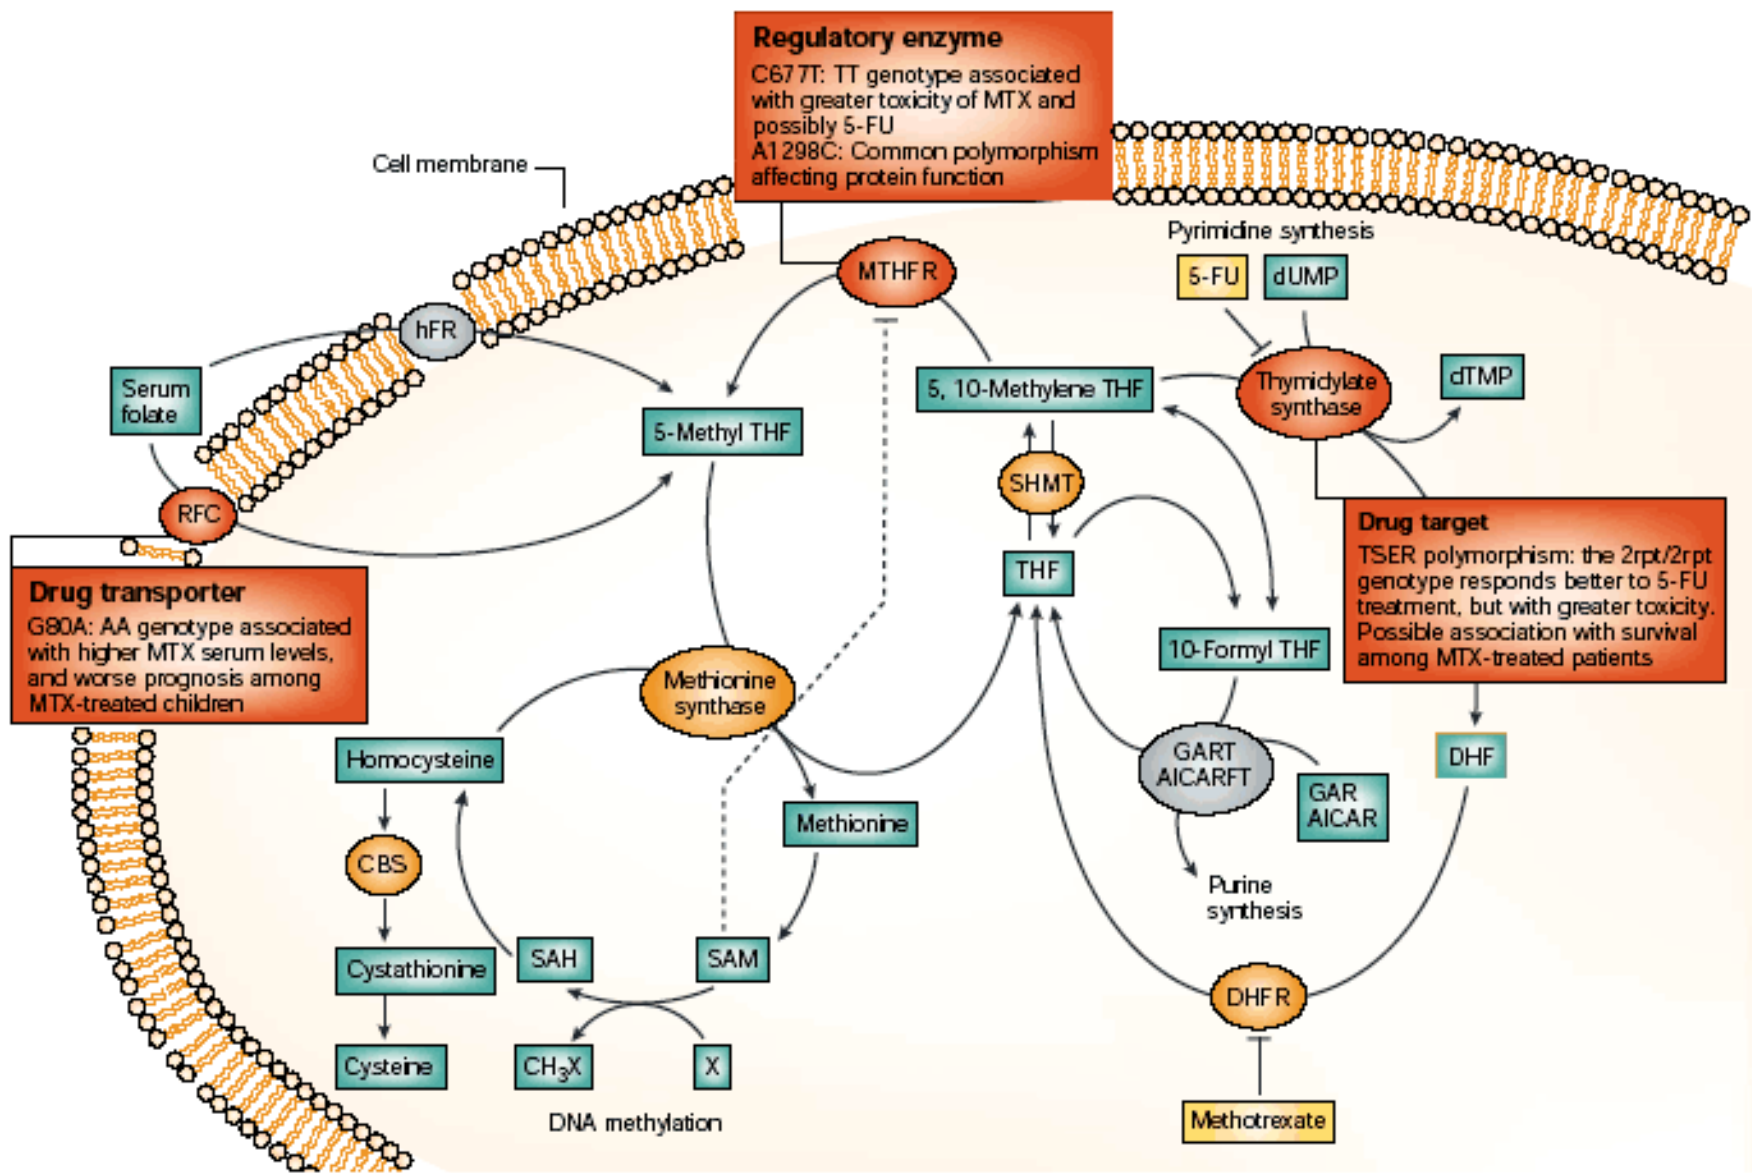 Regulatory enzyme
C677T: TT genotype associated
with greater toxicity of MTX and
possibly 5-FU
A1298C: Common polymorphism
affecting protein function
Cell membrane
Pyrimidine synthesis
MTHFR
5-FU
dUMP
hFR
Serum
folate
5, 10-Methylene THF
Thymidylate
synthase
dTMP
5-Methyl THF
SHMT
RFC
THF
Drug target
TSER polymorphism: the 2rpt/2rpt
genotype responds better to 5-FU
treatment, but with greater toxicity.
Possible association with survival
among MTX-treated patients
Drug transporter
G80A: AA genotype associated
with higher MTX serum levels,
and worse prognosis among
MTX-treated children
10-Formyl THF
Methionine
synthase
Homocysteine
GART
AICARFT
DHF
GAR
AICAR
Methionine
CBS
Purine
synthesis
Cystathionine
SAH
SAM
DHFR
Cysteine
CH3X
X
DNA methylation
Methotrexate